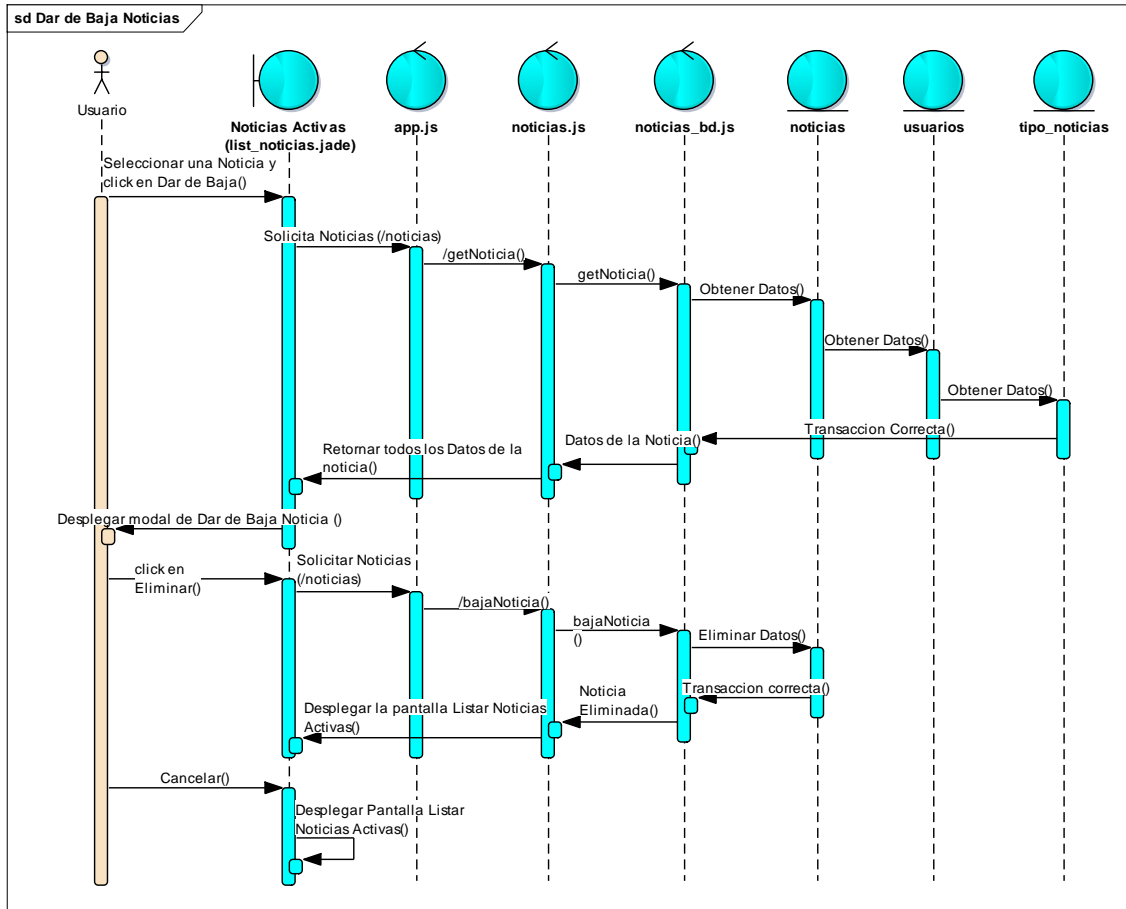 sd Dar de Baja Noticias
Usuario
Noticias Activas
(list_noticias.jade)
app.js
noticias.js
noticias_bd.js
noticias
usuarios
tipo_noticias
Seleccionar una Noticia y
click en Dar de Baja()
Solicita Noticias (/noticias)
/getNoticia()
getNoticia()
Obtener Datos()
Obtener Datos()
Obtener Datos()
Transaccion Correcta()
Datos de la Noticia()
Retornar todos los Datos de la
noticia()
Desplegar modal de Dar de Baja Noticia ()
click en
Eliminar()
Solicitar Noticias
(/noticias)
/bajaNoticia()
bajaNoticia
()
Eliminar Datos()
Transaccion correcta()
Noticia
Eliminada()
Desplegar la pantalla Listar Noticias
Activas()
Cancelar()
Desplegar Pantalla Listar
Noticias Activas()